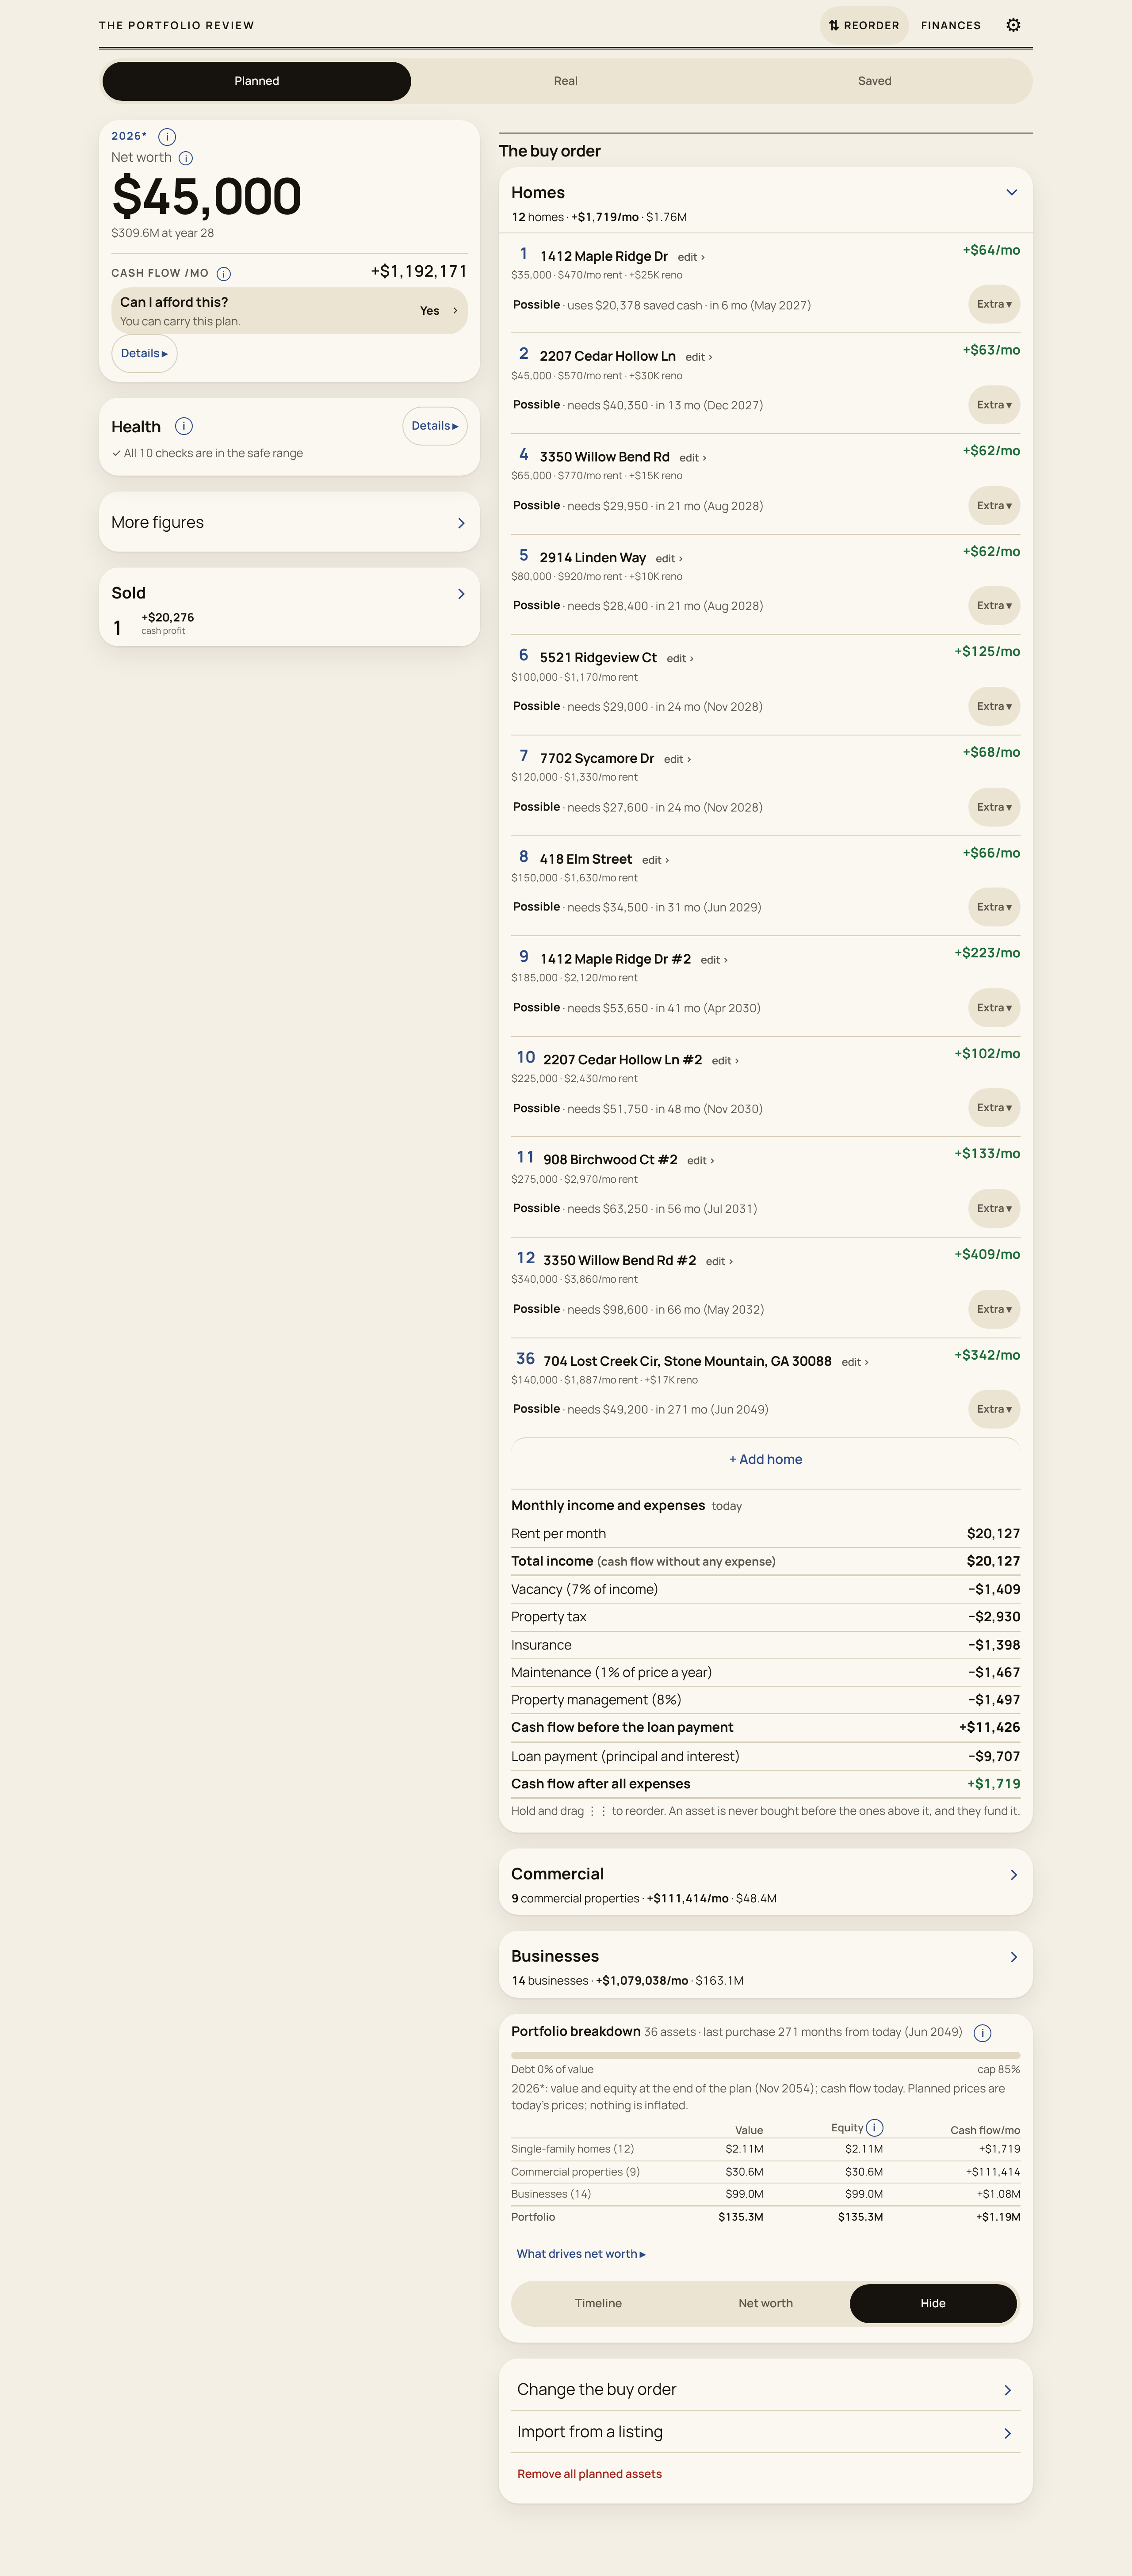 THE PORTFOLIO REVIEW
⇅ REORDER FINANCES ⚙
Planned Real Saved
2026* i
Net worth i
$45,000
$309.6M at year 28
CASH FLOW /MO i +$1,192,171
Can I afford this?
You can carry this plan.
Yes ›
Details ▸
Health i Details ▸
✓ All 10 checks are in the safe range
More figures
Sold
1 +$20,276
cash profit
The buy order
Homes
12 homes · +$1,719/mo · $1.76M
1 1412 Maple Ridge Dr edit › +$64/mo
$35,000 · $470/mo rent · +$25K reno
Possible · uses $20,378 saved cash · in 6 mo (May 2027) Extra ▾
2 2207 Cedar Hollow Ln edit › +$63/mo
$45,000 · $570/mo rent · +$30K reno
Possible · needs $40,350 · in 13 mo (Dec 2027) Extra ▾
4 3350 Willow Bend Rd edit › +$62/mo
$65,000 · $770/mo rent · +$15K reno
Possible · needs $29,950 · in 21 mo (Aug 2028) Extra ▾
5 2914 Linden Way edit › +$62/mo
$80,000 · $920/mo rent · +$10K reno
Possible · needs $28,400 · in 21 mo (Aug 2028) Extra ▾
6 5521 Ridgeview Ct edit › +$125/mo
$100,000 · $1,170/mo rent
Possible · needs $29,000 · in 24 mo (Nov 2028) Extra ▾
7 7702 Sycamore Dr edit › +$68/mo
$120,000 · $1,330/mo rent
Possible · needs $27,600 · in 24 mo (Nov 2028) Extra ▾
8 418 Elm Street edit › +$66/mo
$150,000 · $1,630/mo rent
Possible · needs $34,500 · in 31 mo (Jun 2029) Extra ▾
9 1412 Maple Ridge Dr #2 edit › +$223/mo
$185,000 · $2,120/mo rent
Possible · needs $53,650 · in 41 mo (Apr 2030) Extra ▾
10 2207 Cedar Hollow Ln #2 edit › +$102/mo
$225,000 · $2,430/mo rent
Possible · needs $51,750 · in 48 mo (Nov 2030) Extra ▾
11 908 Birchwood Ct #2 edit › +$133/mo
$275,000 · $2,970/mo rent
Possible · needs $63,250 · in 56 mo (Jul 2031) Extra ▾
12 3350 Willow Bend Rd #2 edit › +$409/mo
$340,000 · $3,860/mo rent
Possible · needs $98,600 · in 66 mo (May 2032) Extra ▾
36 704 Lost Creek Cir, Stone Mountain, GA 30088 edit › +$342/mo
$140,000 · $1,887/mo rent · +$17K reno
Possible · needs $49,200 · in 271 mo (Jun 2049) Extra ▾
+ Add home
Monthly income and expenses today
Rent per month $20,127
Total income (cash flow without any expense) $20,127
Vacancy (7% of income) −$1,409
Property tax −$2,930
Insurance −$1,398
Maintenance (1% of price a year) −$1,467
Property management (8%) −$1,497
Cash flow before the loan payment +$11,426
Loan payment (principal and interest) −$9,707
Cash flow after all expenses +$1,719
Hold and drag ⋮⋮ to reorder. An asset is never bought before the ones above it, and they fund it.
Commercial
9 commercial properties · +$111,414/mo · $48.4M
Businesses
14 businesses · +$1,079,038/mo · $163.1M
Portfolio breakdown 36 assets · last purchase 271 months from today (Jun 2049) i
Debt 0% of value cap 85%
2026*: value and equity at the end of the plan (Nov 2054); cash flow today. Planned prices are
today's prices; nothing is inflated.
Value Equity i Cash flow/mo
Single-family homes (12) $2.11M $2.11M +$1,719
Commercial properties (9) $30.6M $30.6M +$111,414
Businesses (14) $99.0M $99.0M +$1.08M
Portfolio $135.3M $135.3M +$1.19M
What drives net worth ▸
Timeline Net worth Hide
Change the buy order
Import from a listing
Remove all planned assets